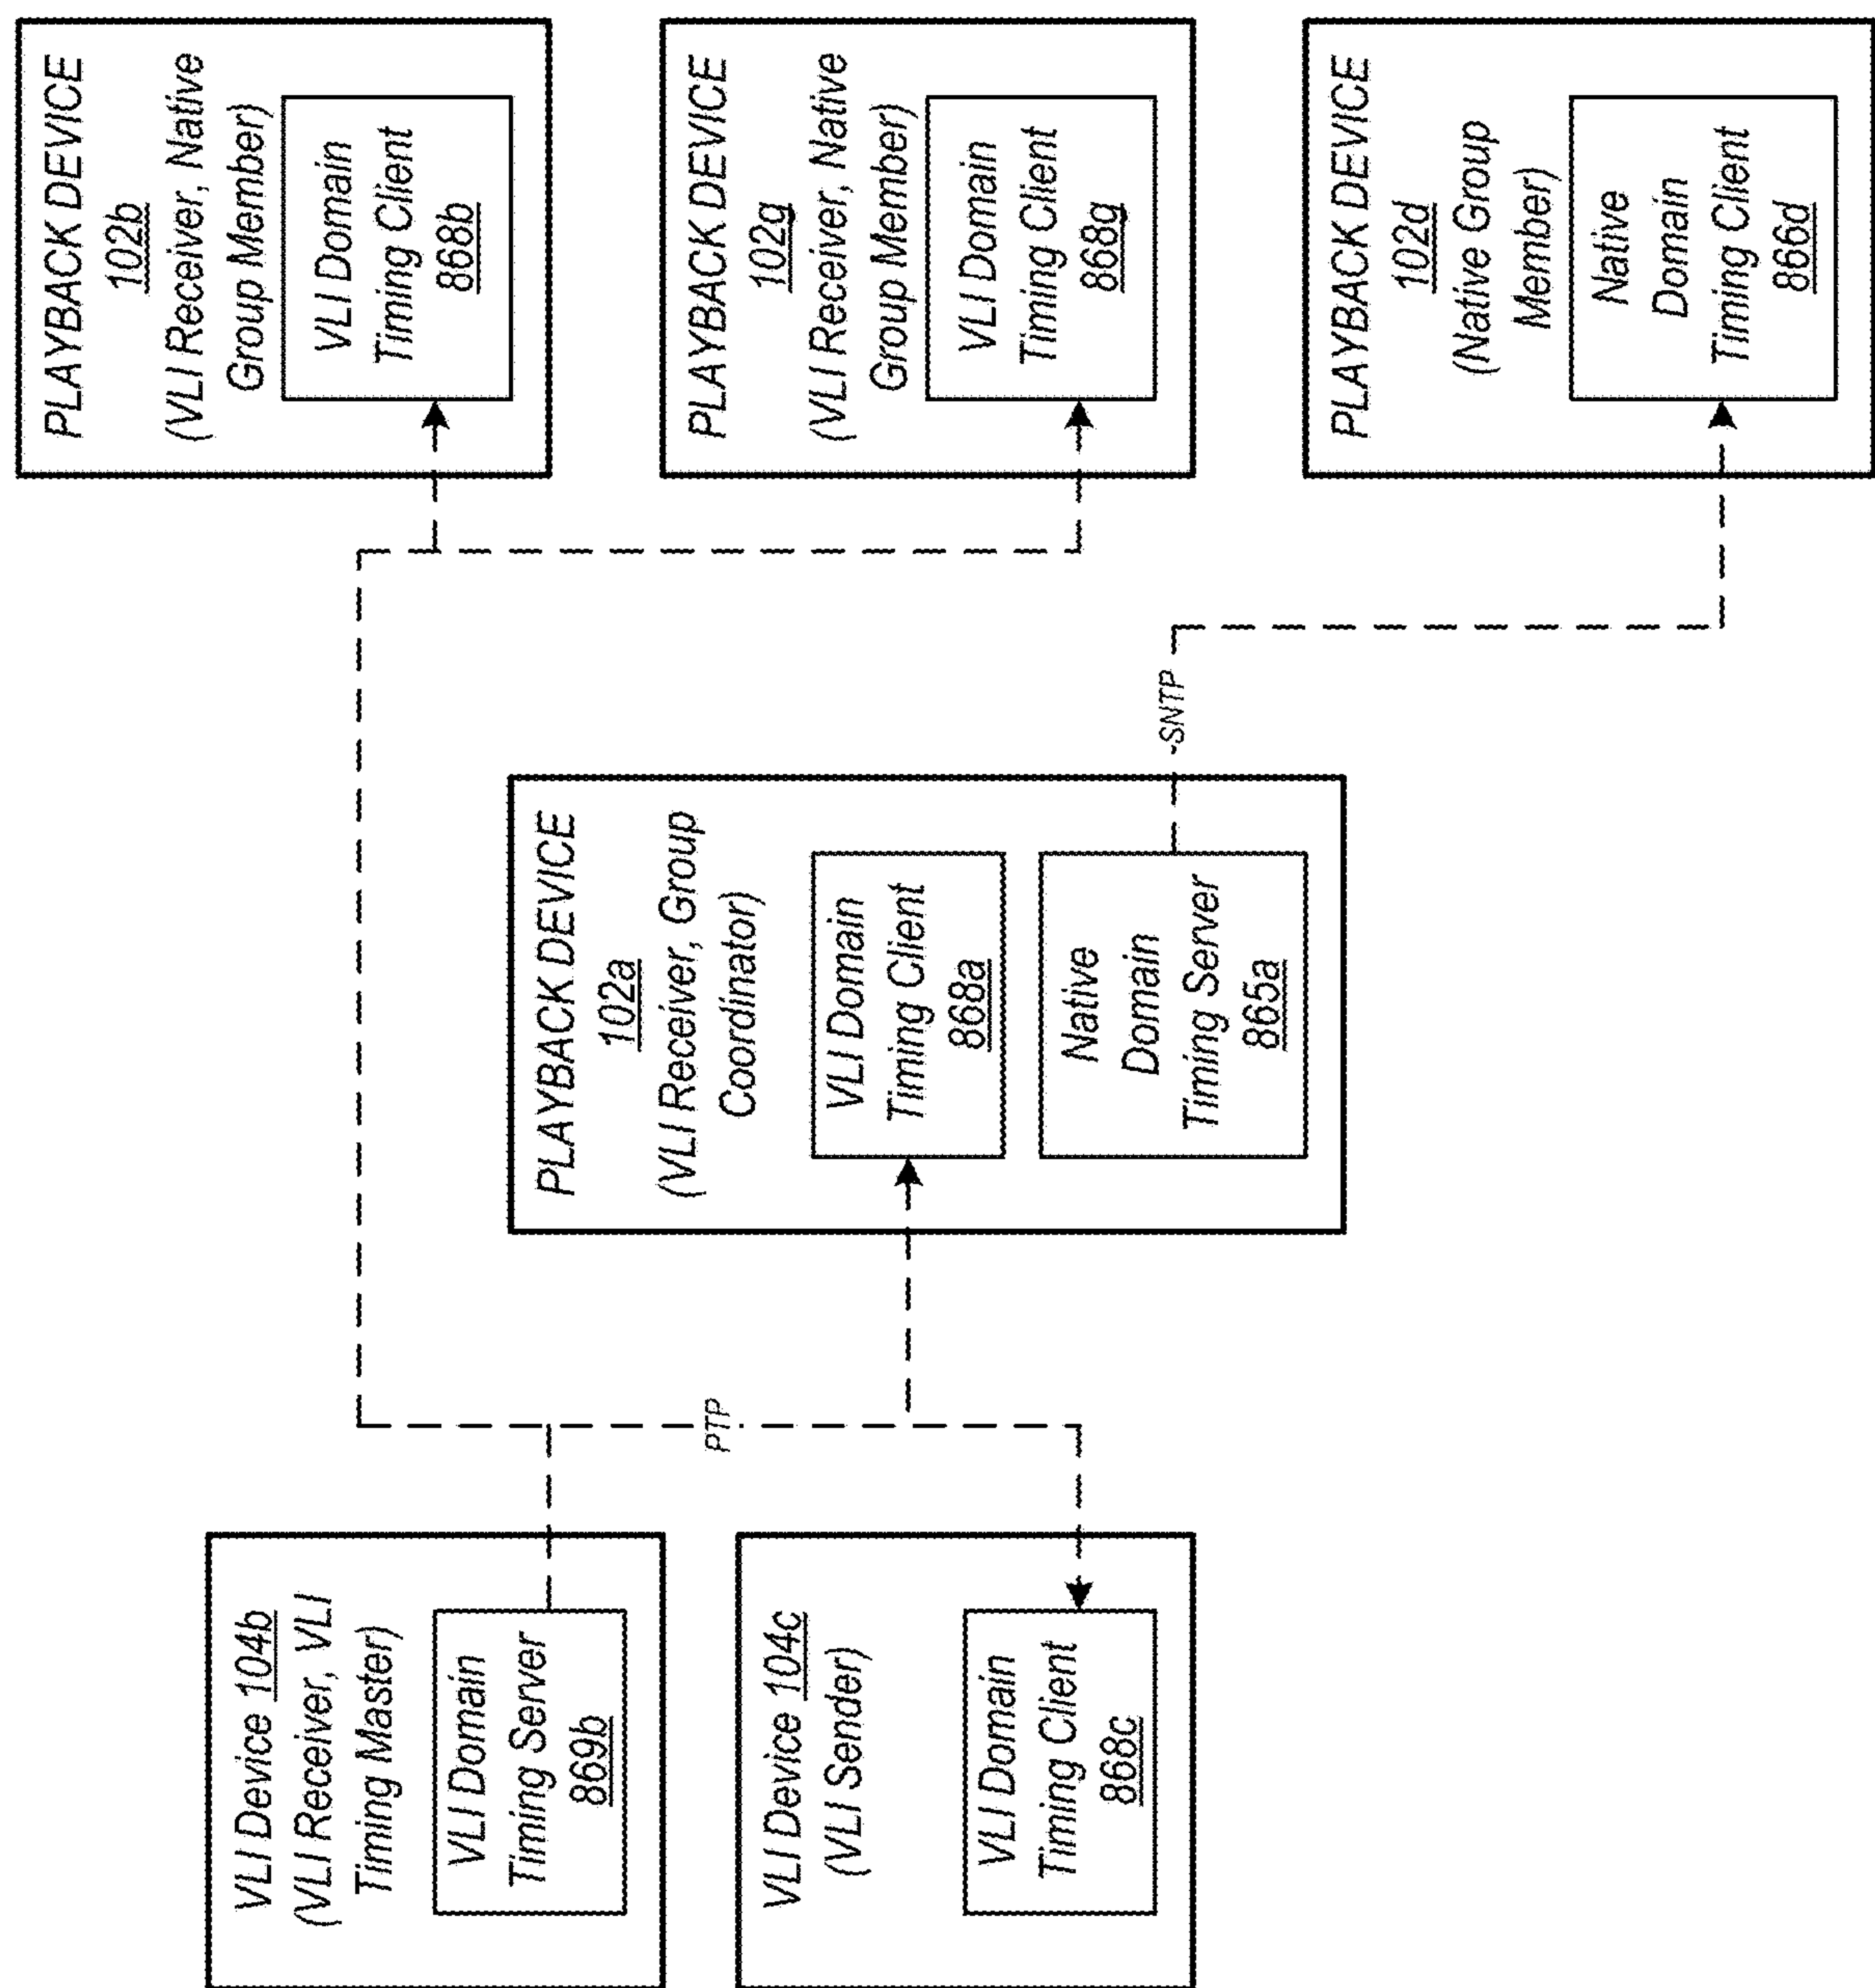 VLI Device 104b
(VLI Receiver, VLI
Timing Master)
VLI Domain
Timing Server
869b
VLI Device 104c
(VLI Sender)
VLI Domain
Timing Client
868c
PTP
PLAYBACK DEVICE
102a
(VLI Receiver, Group
Coordinator)
VLI Domain
Timing Client
868a
Native
Domain
Timing Server
865a
SNTP
PLAYBACK DEVICE
102b
(VLI Receiver, Native
Group Member)
VLI Domain
Timing Client
868b
PLAYBACK DEVICE
102g
(VLI Receiver, Native
Group Member)
VLI Domain
Timing Client
868g
PLAYBACK DEVICE
102d
(Native Group
Member)
Native
Domain
Timing Client
866d